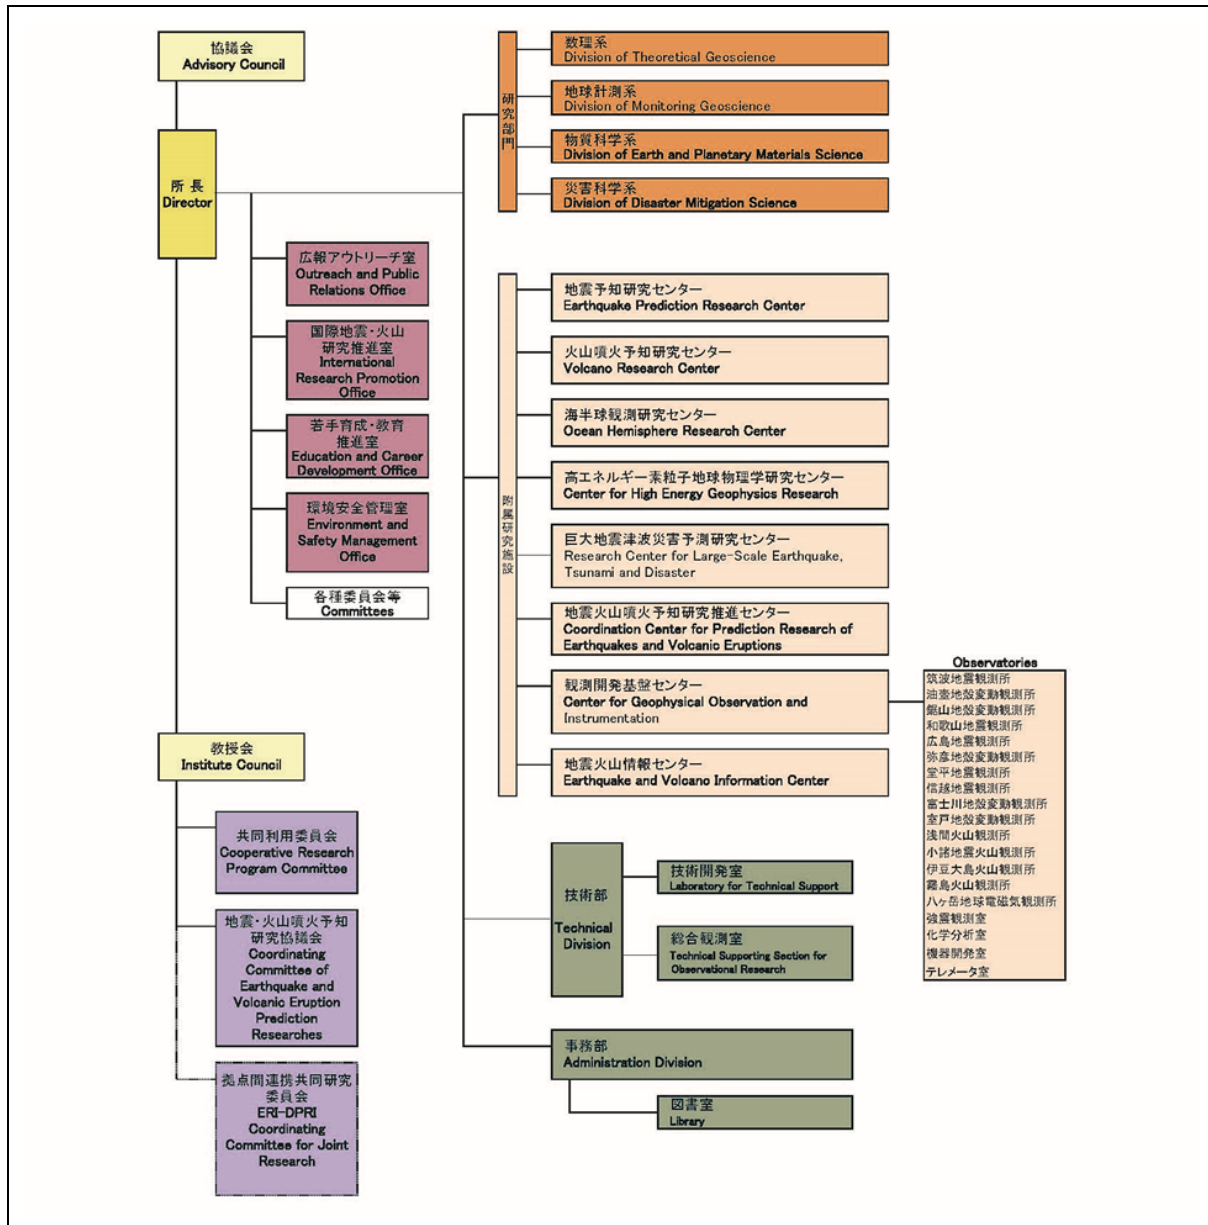 協議会
Advisory Council
所 長
Director
広報アウトリーチ室
Outreach and Public
Relations Office
国際地震・火山
研究推進室
International
Research Promotion
Office
若手育成・教育
推進室
Education and Career
Development Office
環境安全管理室
Environment and
Safety Management
Office
各種委員会等
Committees
教授会
Institute Council
共同利用委員会
Cooperative Research
Program Committee
地震・火山噴火予知
研究協議会
Coordinating
Committee of
Earthquake and
Volcanic Eruption
Prediction
Researches
拠点間連携共同研究
委員会
ERI-DPRI
Coordinating
Committee for Joint
Research
研究部門
数理系
Division of Theoretical Geoscience
地球計測系
Division of Monitoring Geoscience
物質科学系
Division of Earth and Planetary Materials Science
災害科学系
Division of Disaster Mitigation Science
附属研究施設
地震予知研究センター
Earthquake Prediction Research Center
火山噴火予知研究センター
Volcano Research Center
海半球観測研究センター
Ocean Hemisphere Research Center
高エネルギー素粒子地球物理学研究センター
Center for High Energy Geophysics Research
巨大地震津波災害予測研究センター
Research Center for Large-Scale Earthquake,
Tsunami and Disaster
地震火山噴火予知研究推進センター
Coordination Center for Prediction Research of
Earthquakes and Volcanic Eruptions
観測開発基盤センター
Center for Geophysical Observation and
Instrumentation
地震火山情報センター
Earthquake and Volcano Information Center
Observatories
筑波地震観測所
油壷地殻変動観測所
鋸山地殻変動観測所
和歌山地震観測所
広島地震観測所
弥彦地殻変動観測所
堂平地震観測所
信越地震観測所
富士川地殻変動観測所
室戸地殻変動観測所
浅間火山観測所
小諸地震火山観測所
伊豆大島火山観測所
霧島火山観測所
八ヶ岳地球電磁気観測所
強震観測室
化学分析室
機器開発室
テレメータ室
技術部
Technical
Division
技術開発室
Laboratory for Technical Support
総合観測室
Technical Supporting Section for
Observational Research
事務部
Administration Division
図書室
Library